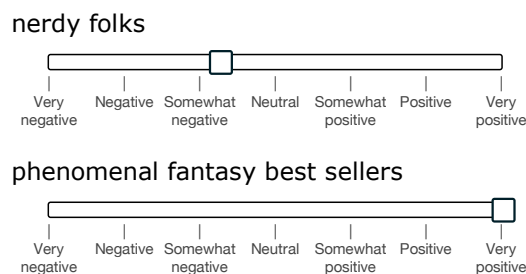 nerdy folks
Very negative Negative Somewhat negative Neutral Somewhat positive Positive Very positive
phenomenal fantasy best sellers
Very negative Negative Somewhat negative Neutral Somewhat positive Positive Very positive